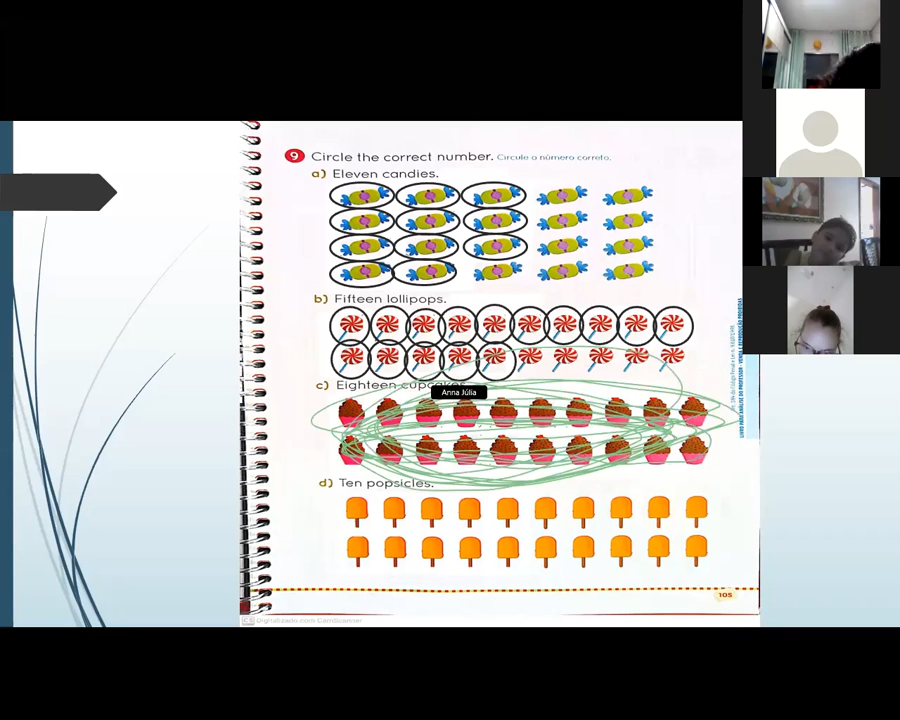 9 Circle the correct number. Circule o número correto.
a) Eleven candies.
b) Fifteen lollipops.
c) Eighteen cupcakes.
Anna Júlia
d) Ten popsicles.
105
CS Digitalizado com CamScanner